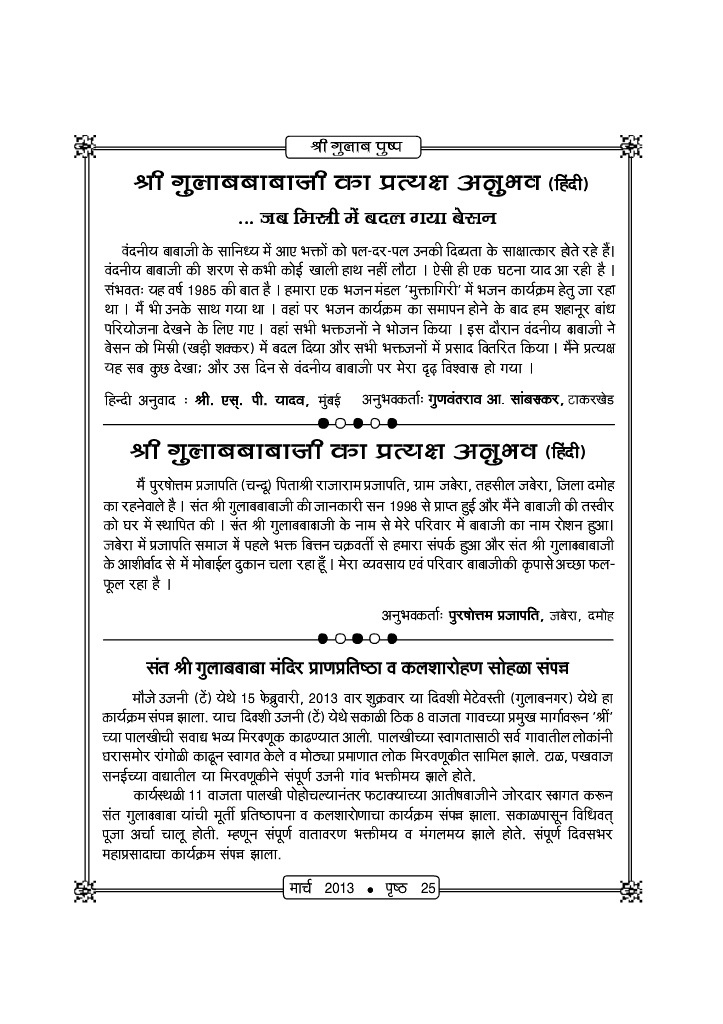 श्री गुलाब पुष्प
श्री गुलाबबाबाजी का प्रत्यक्ष अनुभव (हिंदी)
... जब मिस्री में बदल गया बेसन
वंदनीय बाबाजी के सानिध्य में आए भक्तों को पल-दर-पल उनकी दिव्यता के साक्षात्कार होते रहे हैं।
वंदनीय बाबाजी की शरण से कभी कोई खाली हाथ नहीं लौटा । ऐसी ही एक घटना याद आ रही है ।
संभवतः यह वर्ष 1985 की बात है । हमारा एक भजन मंडल ‘मुक्तागिरी’ में भजन कार्यक्रम हेतु जा रहा
था । मैं भी उनके साथ गया था । वहां पर भजन कार्यक्रम का समापन होने के बाद हम शहानूर बांध
परियोजना देखने के लिए गए । वहां सभी भक्तजनों ने भोजन किया । इस दौरान वंदनीय बाबाजी ने
बेसन को मिस्री (खड़ी शक्कर) में बदल दिया और सभी भक्तजनों में प्रसाद वितरित किया । मैंने प्रत्यक्ष
यह सब कुछ देखा; और उस दिन से वंदनीय बाबाजी पर मेरा दृढ़ विश्वास हो गया ।
हिन्दी अनुवाद : श्री. एस्. पी. यादव, मुंबई अनुभवकर्ताः गुणवंतराव आ. सांबस्कर, टाकरखेड
श्री गुलाबबाबाजी का प्रत्यक्ष अनुभव (हिंदी)
मैं पुरषोत्तम प्रजापति (चन्दू) पिताश्री राजाराम प्रजापति, ग्राम जबेरा, तहसील जबेरा, जिला दमोह
का रहनेवाले है । संत श्री गुलाबबाबाजी की जानकारी सन 1998 से प्राप्त हुई और मैंने बाबाजी की तस्वीर
को घर में स्थापित की । संत श्री गुलाबबाबाजी के नाम से मेरे परिवार में बाबाजी का नाम रोशन हुआ।
जबेरा में प्रजापति समाज में पहले भक्त बित्तन चक्रवर्ती से हमारा संपर्क हुआ और संत श्री गुलाबबाबाजी
के आशीर्वाद से में मोबाईल दुकान चला रहा हूँ । मेरा व्यवसाय एवं परिवार बाबाजीकी कृपासे अच्छा फल-
फूल रहा है ।
अनुभवकर्ताः पुरषोत्तम प्रजापति, जबेरा, दमोह
संत श्री गुलाबबाबा मंदिर प्राणप्रतिष्ठा व कलशारोहण सोहळा संपन्न
मौजे उजनी (टें) येथे 15 फेब्रुवारी, 2013 वार शुक्रवार या दिवशी मेटेवस्ती (गुलाबनगर) येथे हा
कार्यक्रम संपन्न झाला. याच दिवशी उजनी (टें) येथे सकाळी ठिक 8 वाजता गावच्या प्रमुख मार्गावरून ‘श्रीं’
च्या पालखीची सवाद्य भव्य मिरवणूक काढण्यात आली. पालखीच्या स्वागतासाठी सर्व गावातील लोकांनी
घरासमोर रांगोळी काढून स्वागत केले व मोठ्या प्रमाणात लोक मिरवणूकीत सामिल झाले. टाळ, पखवाज
सनईच्या वाद्यातील या मिरवणूकीने संपूर्ण उजनी गांव भक्तीमय झाले होते.
कार्यस्थळी 11 वाजता पालखी पोहोचल्यानंतर फटाक्याच्या आतीषबाजीने जोरदार स्वागत करून
संत गुलाबबाबा यांची मूर्ती प्रतिष्ठापना व कलशारोणाचा कार्यक्रम संपन्न झाला. सकाळपासून विधिवत्
पूजा अर्चा चालू होती. म्हणून संपूर्ण वातावरण भक्तीमय व मंगलमय झाले होते. संपूर्ण दिवसभर
महाप्रसादाचा कार्यक्रम संपन्न झाला.
मार्च 2013 ● पृष्ठ 25